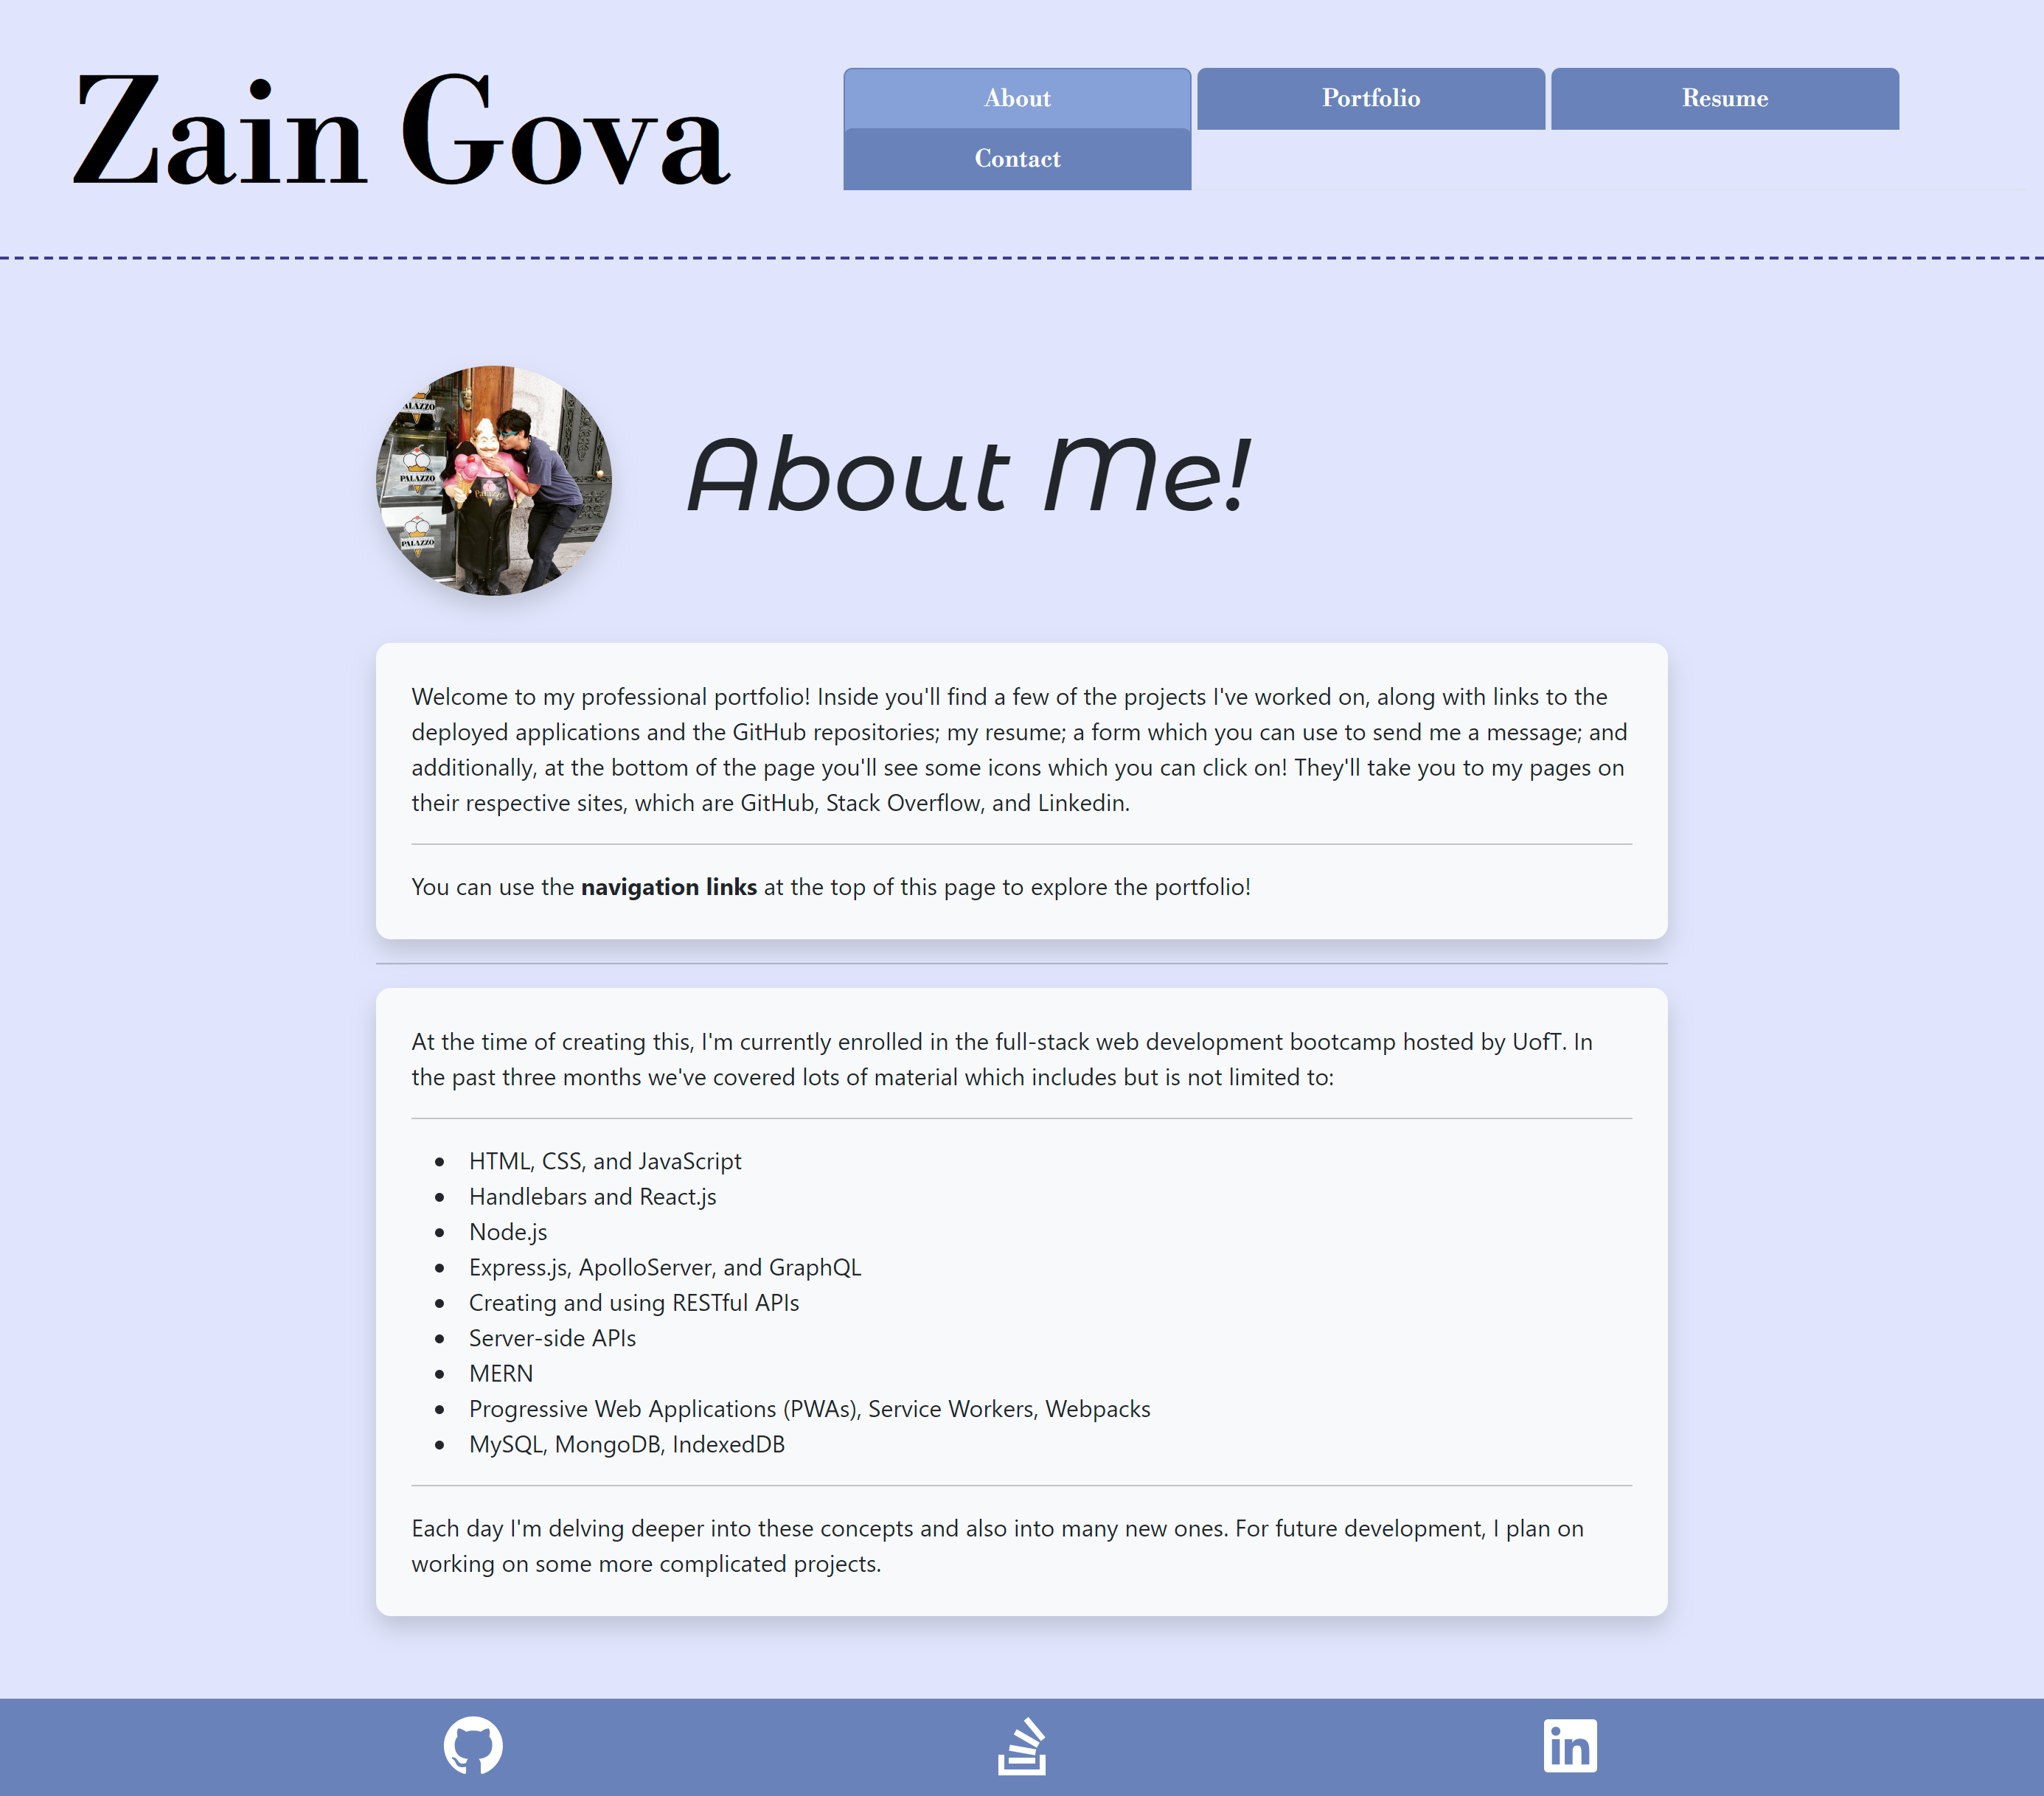 Zain Gova
About
Portfolio
Resume
Contact
PALAZZO
PALAZZO
PALAZZO
Palazzo
About Me!
Welcome to my professional portfolio! Inside you'll find a few of the projects I've worked on, along with links to the
deployed applications and the GitHub repositories; my resume; a form which you can use to send me a message; and
additionally, at the bottom of the page you'll see some icons which you can click on! They'll take you to my pages on
their respective sites, which are GitHub, Stack Overflow, and Linkedin.
You can use the navigation links at the top of this page to explore the portfolio!
At the time of creating this, I'm currently enrolled in the full-stack web development bootcamp hosted by UofT. In
the past three months we've covered lots of material which includes but is not limited to:
HTML, CSS, and JavaScript
Handlebars and React.js
Node.js
Express.js, ApolloServer, and GraphQL
Creating and using RESTful APIs
Server-side APIs
MERN
Progressive Web Applications (PWAs), Service Workers, Webpacks
MySQL, MongoDB, IndexedDB
Each day I'm delving deeper into these concepts and also into many new ones. For future development, I plan on
working on some more complicated projects.
in